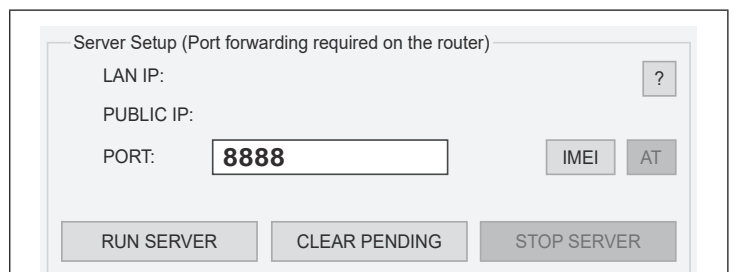 Server Setup (Port forwarding required on the router)
LAN IP: ?
PUBLIC IP:
PORT: 8888 IMEI AT
RUN SERVER CLEAR PENDING STOP SERVER